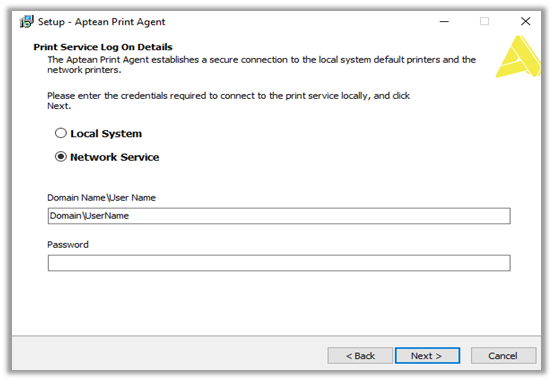 Setup - Aptean Print Agent
Print Service Log On Details
The Aptean Print Agent establishes a secure connection to the local system default printers and the
network printers.
Please enter the credentials required to connect to the print service locally, and click
Next.
Local System
Network Service
Domain Name\User Name
Domain\UserName
Password
< Back
Next >
Cancel